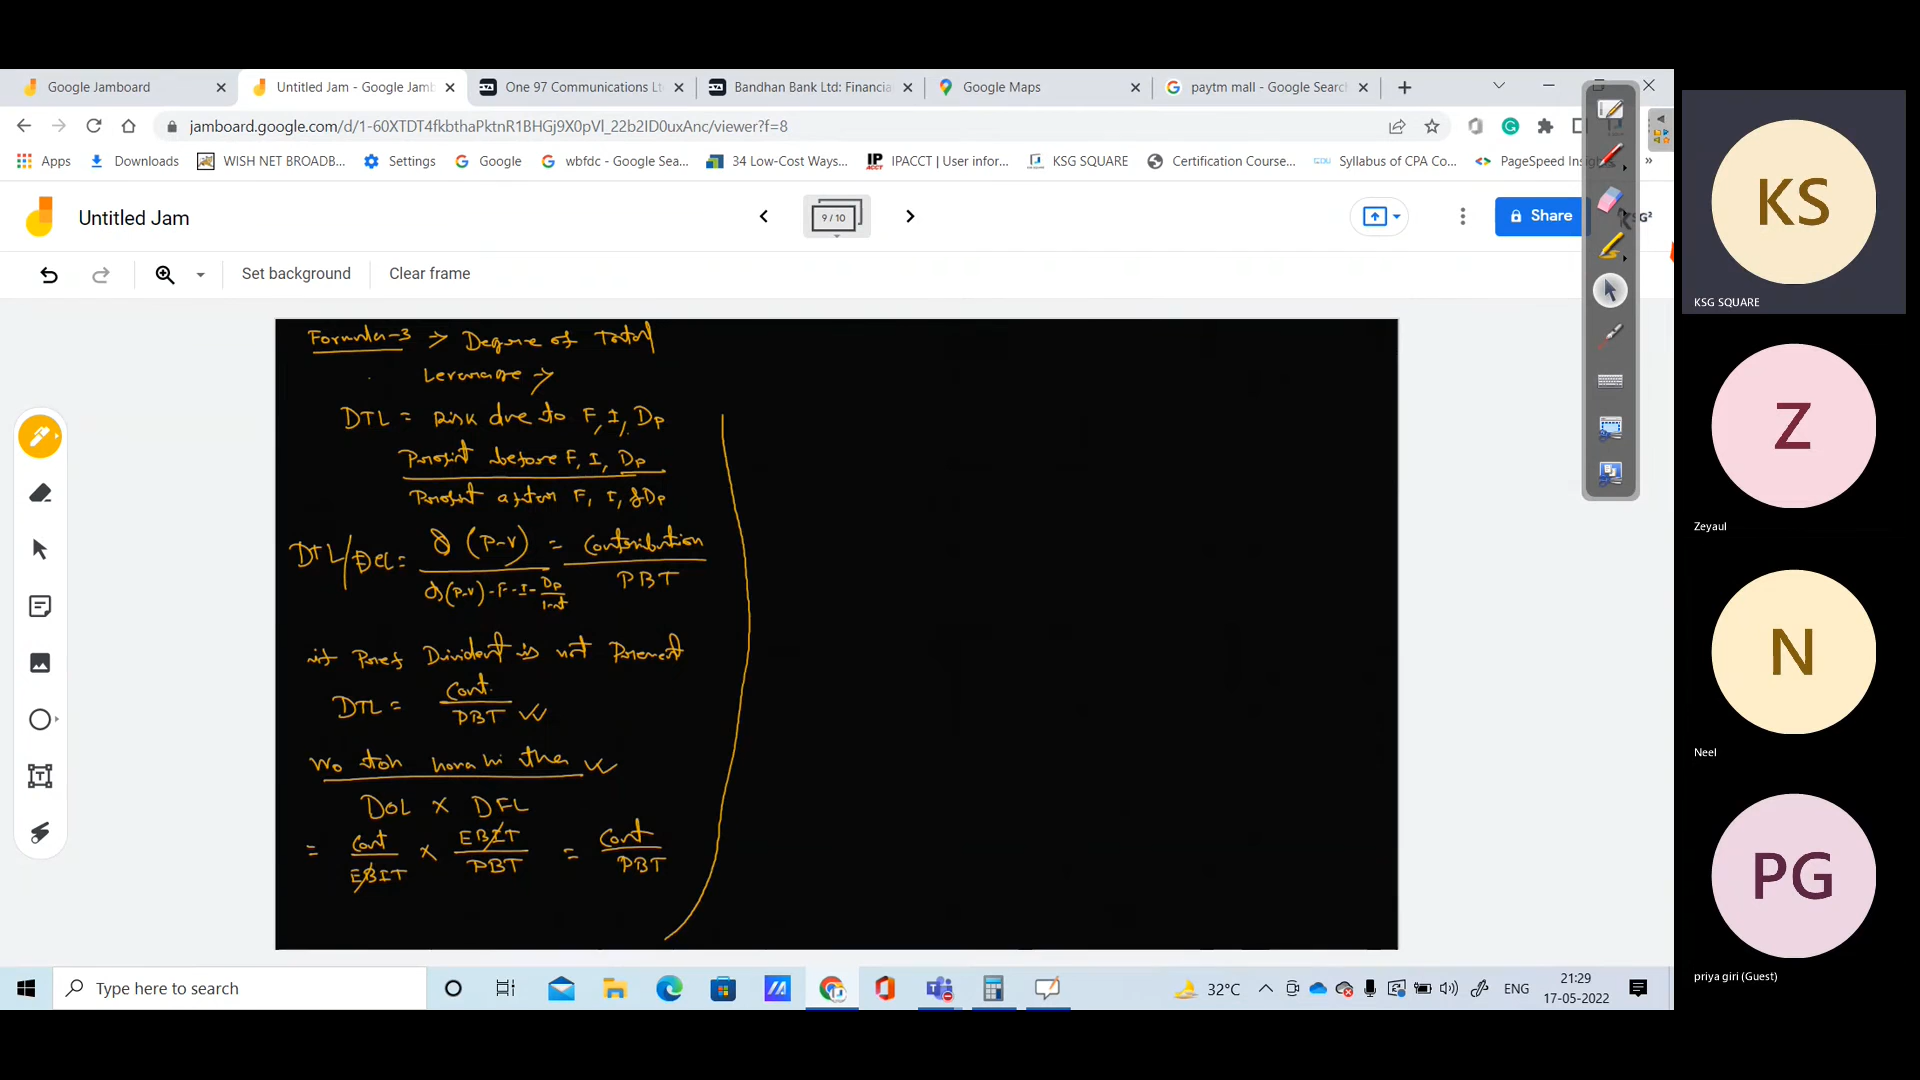 Google Jamboard
Untitled Jam - Google Jamb
One 97 Communications Lt
Bandhan Bank Ltd: Financia
Google Maps
paytm mall - Google Search
jamboard.google.com/d/1-60XTDT4fkbthaPktnR1BHGj9X0pVl_22b2ID0uxAnc/viewer?f=8
Apps
Downloads
WISH NET BROADB...
Settings
Google
wbfdc - Google Sea...
34 Low-Cost Ways...
IPACCT | User infor...
KSG SQUARE
Certification Course...
Syllabus of CPA Co...
PageSpeed Insig
»
Untitled Jam
9 / 10
Share
Set background
Clear frame
Formula-3 → Degree of Total
Leverage →
DTL = Risk due to F, I, Dp
Profit before F, I, Dp
Profit after F, I, & Dp
DTL/DCL = Q (P-V) = Contribution
Q(P-V)-F-I-Dp/1-t PBT
if Pref Divident is not Present
DTL = Cont.
PBT
Wo toh hona hi tha
DOL X DFL
= Cont X EBIT = Cont
EBIT PBT PBT
KS
KSG SQUARE
Z
Zeyaul
N
Neel
PG
priya giri (Guest)
Type here to search
32°C
ENG
21:29
17-05-2022